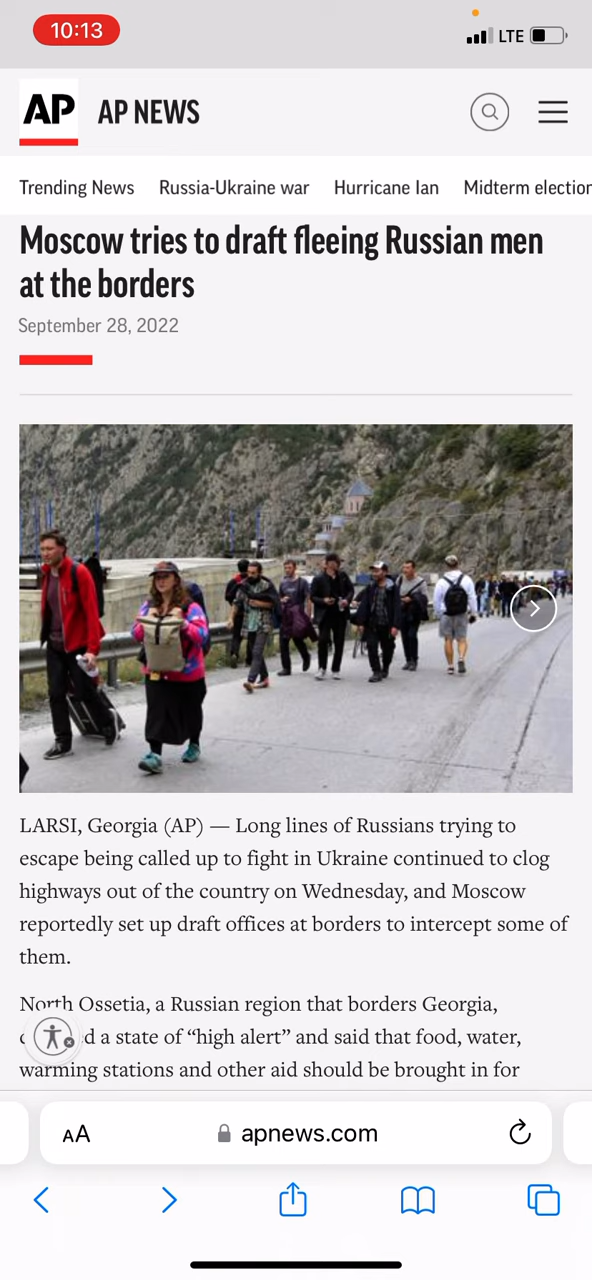 10:13
LTE
AP AP NEWS
Trending News Russia-Ukraine war Hurricane Ian Midterm election
Moscow tries to draft fleeing Russian men
at the borders
September 28, 2022
LARSI, Georgia (AP) — Long lines of Russians trying to
escape being called up to fight in Ukraine continued to clog
highways out of the country on Wednesday, and Moscow
reportedly set up draft offices at borders to intercept some of
them.
North Ossetia, a Russian region that borders Georgia,
a state of “high alert” and said that food, water,
warming stations and other aid should be brought in for
AA apnews.com